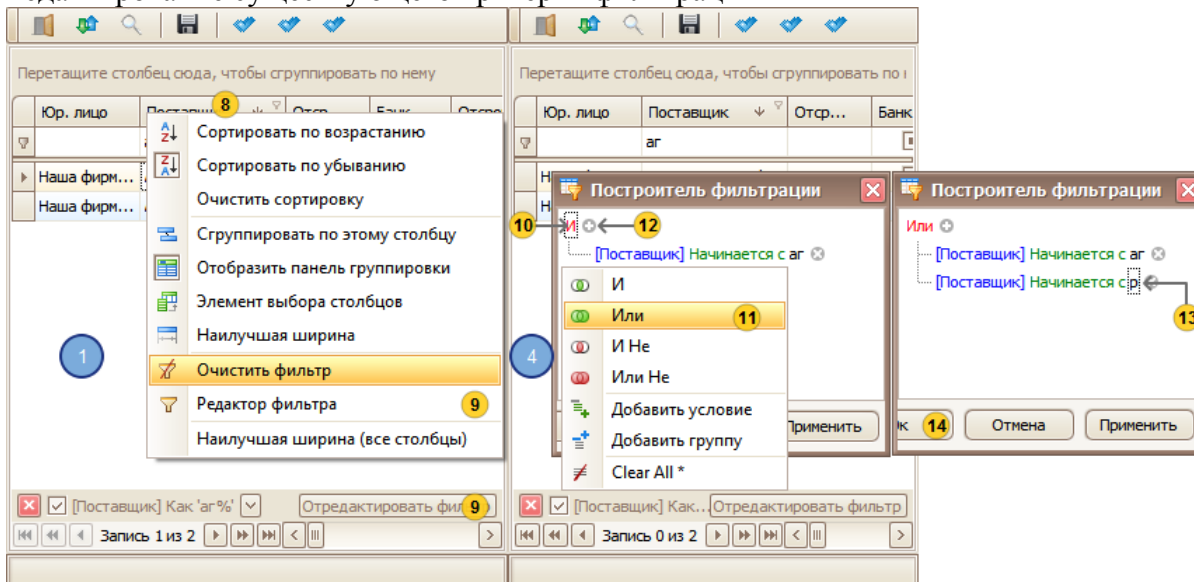 Перетащите столбец сюда, чтобы сгруппировать по нему
Юр. лицо
8
Отср...
Наша фирм...
Наша фирм...
Сортировать по возрастанию
Сортировать по убыванию
Очистить сортировку
Сгруппировать по этому столбцу
Отобразить панель группировки
Элемент выбора столбцов
Наилучшая ширина
Очистить фильтр
Редактор фильтра
9
Наилучшая ширина (все столбцы)
1
[Поставщик] Как 'аг%'
Отредактировать фи
9
Запись 1 из 2
Перетащите столбец сюда, чтобы сгруппировать по
Юр. лицо
Поставщик
Отср...
Банк
аг
Построитель фильтрации
10
И
12
[Поставщик] Начинается с аг
И
Или
11
И Не
Или Не
Добавить условие
Добавить группу
Clear All *
Применить
4
[Поставщик] Как...
Отредактировать фильтр
Запись 0 из 2
Построитель фильтрации
Или
[Поставщик] Начинается с аг
[Поставщик] Начинается с р
13
Ок
14
Отмена
Применить